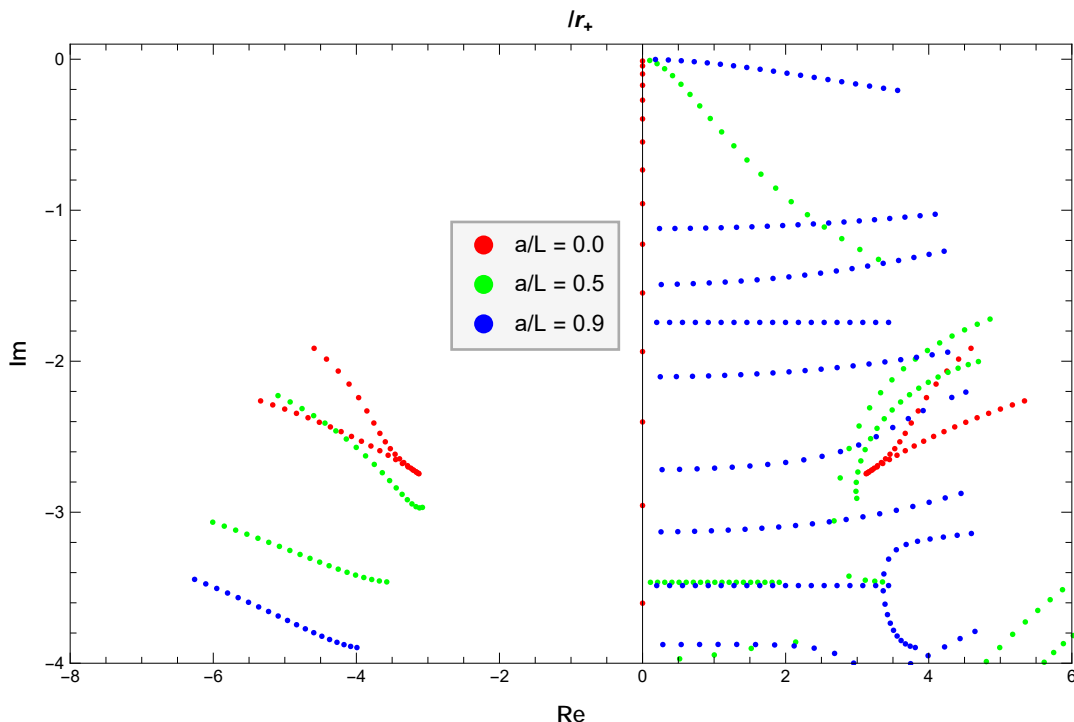 l/r+
0
−1
−2
−3
−4
Im
a/L = 0.0
a/L = 0.5
a/L = 0.9
−8 −6 −4 −2 0 2 4 6
Re